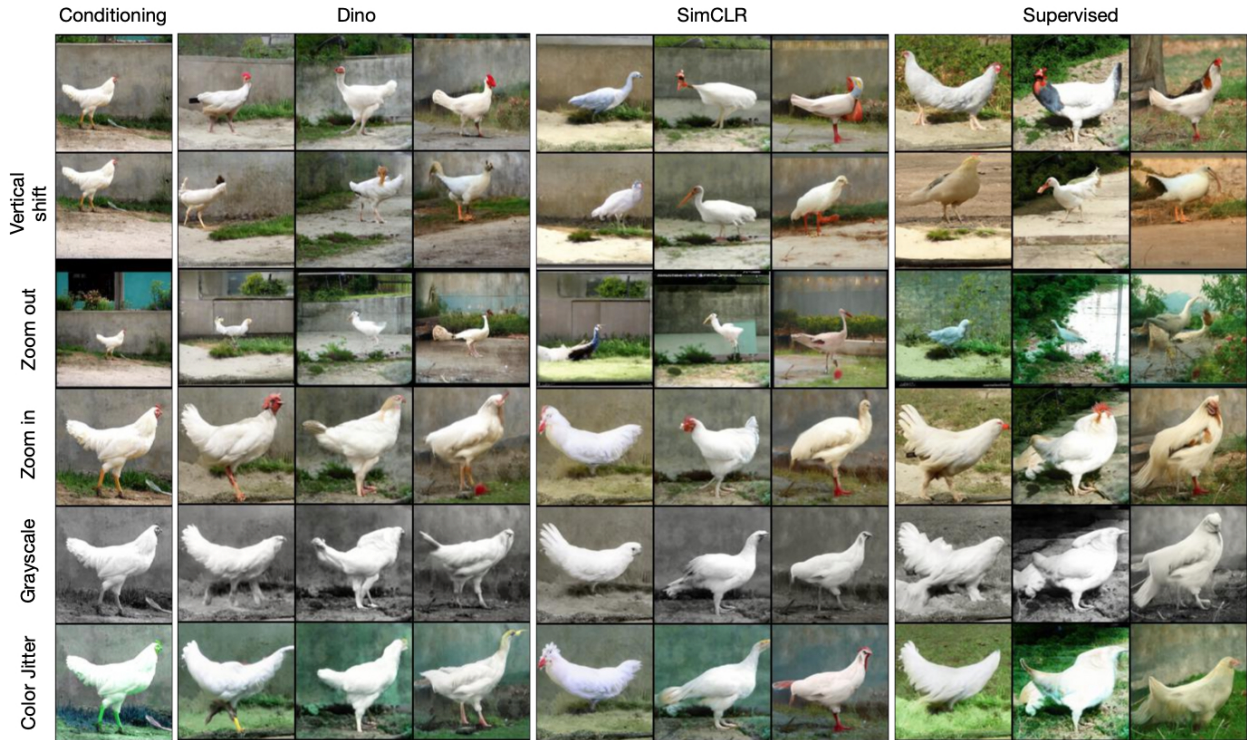 Conditioning
Dino
SimCLR
Supervised
Vertical
shift
Zoom out
Zoom in
Grayscale
Color Jitter